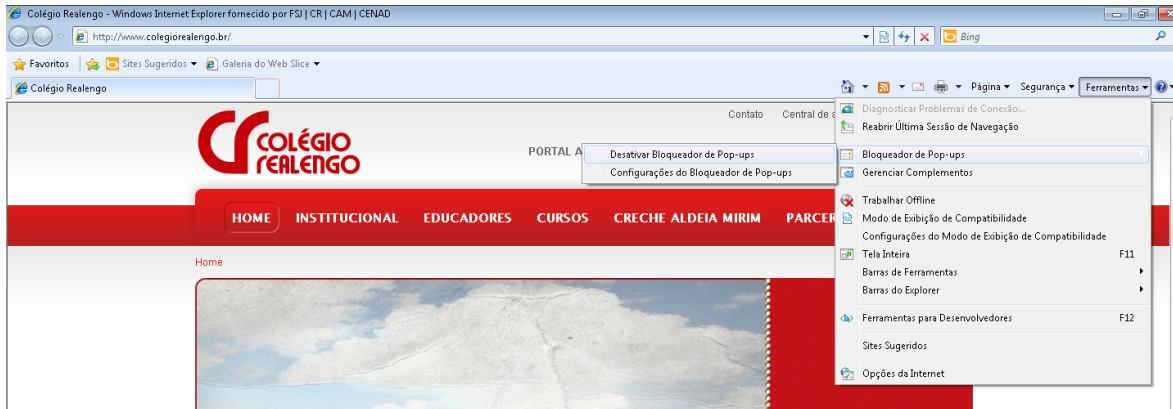 Colégio Realengo - Windows Internet Explorer fornecido por FSJ | CR | CAM | CENAD
http://www.colegiorealengo.br/
Bing
Favoritos Sites Sugeridos Galeria do Web Slice
Colégio Realengo Página Segurança Ferramentas
Contato Central de
COLÉGIO
REALENGO
PORTAL A
Diagnosticar Problemas de Conexão...
Reabrir Última Sessão de Navegação
Bloqueador de Pop-ups
Desativar Bloqueador de Pop-ups
Configurações do Bloqueador de Pop-ups
Gerenciar Complementos
Trabalhar Offline
Modo de Exibição de Compatibilidade
Configurações do Modo de Exibição de Compatibilidade
Tela Inteira F11
Barras de Ferramentas
Barras do Explorer
Ferramentas para Desenvolvedores F12
Sites Sugeridos
Opções da Internet
HOME INSTITUCIONAL EDUCADORES CURSOS CRECHE ALDEIA MIRIM PARCER
Home